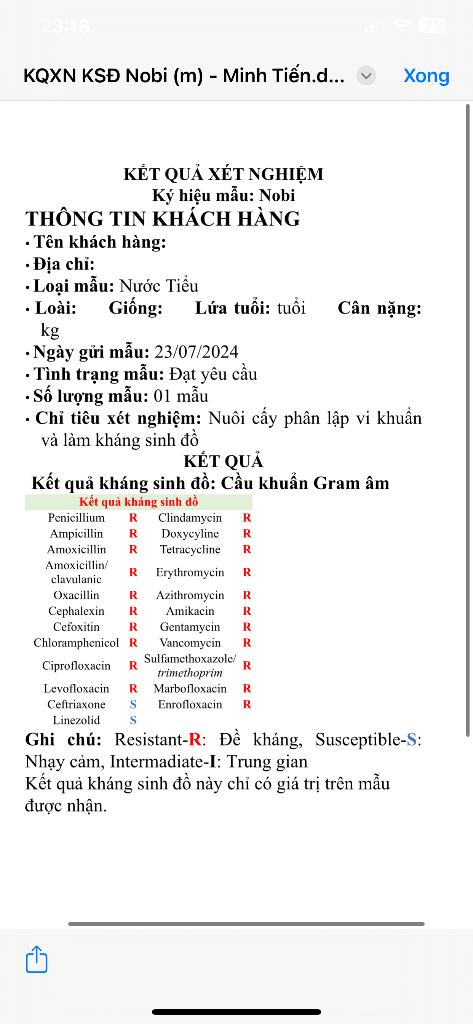 23:18
71
KQXN KSĐ Nobi (m) - Minh Tiến.d...
Xong
KẾT QUẢ XÉT NGHIỆM
Ký hiệu mẫu: Nobi
THÔNG TIN KHÁCH HÀNG
• Tên khách hàng:
• Địa chỉ:
• Loại mẫu: Nước Tiểu
• Loài: Giống: Lứa tuổi: tuổi Cân nặng:
kg
• Ngày gửi mẫu: 23/07/2024
• Tình trạng mẫu: Đạt yêu cầu
• Số lượng mẫu: 01 mẫu
• Chỉ tiêu xét nghiệm: Nuôi cấy phân lập vi khuẩn
và làm kháng sinh đồ
KẾT QUẢ
Kết quả kháng sinh đồ: Cầu khuẩn Gram âm
Kết quả kháng sinh đồ
Penicillium R Clindamycin R
Ampicillin R Doxycyline R
Amoxicillin R Tetracycline R
Amoxicillin/
clavulanic R Erythromycin R
Oxacillin R Azithromycin R
Cephalexin R Amikacin R
Cefoxitin R Gentamycin R
Chloramphenicol R Vancomycin R
Ciprofloxacin R Sulfamethoxazole/
trimethoprim R
Levofloxacin R Marbofloxacin R
Ceftriaxone S Enrofloxacin R
Linezolid S
Ghi chú: Resistant-R: Đề kháng, Susceptible-S:
Nhạy cảm, Intermadiate-I: Trung gian
Kết quả kháng sinh đồ này chỉ có giá trị trên mẫu
được nhận.